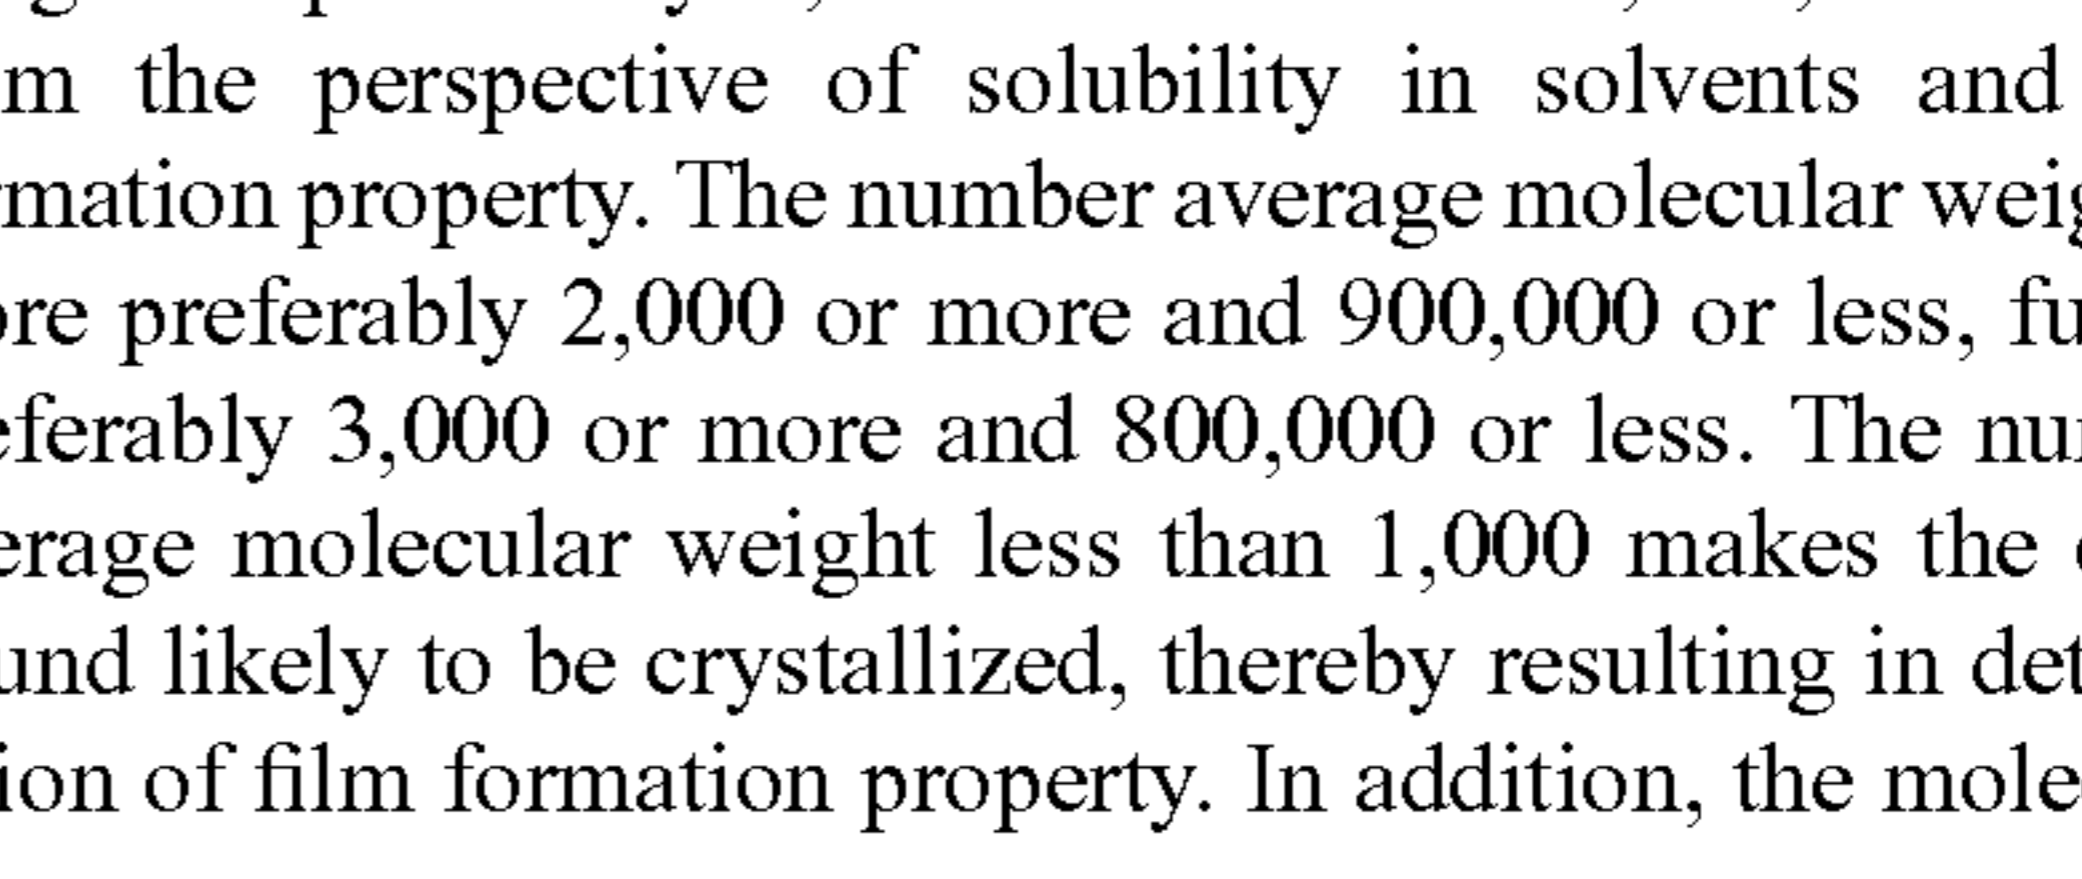 m the perspective of solubility in solvents and
rmation property. The number average molecular weig
ore preferably 2,000 or more and 900,000 or less, fu
eferably 3,000 or more and 800,000 or less. The nu
erage molecular weight less than 1,000 makes the
und likely to be crystallized, thereby resulting in det
ion of film formation property. In addition, the mole